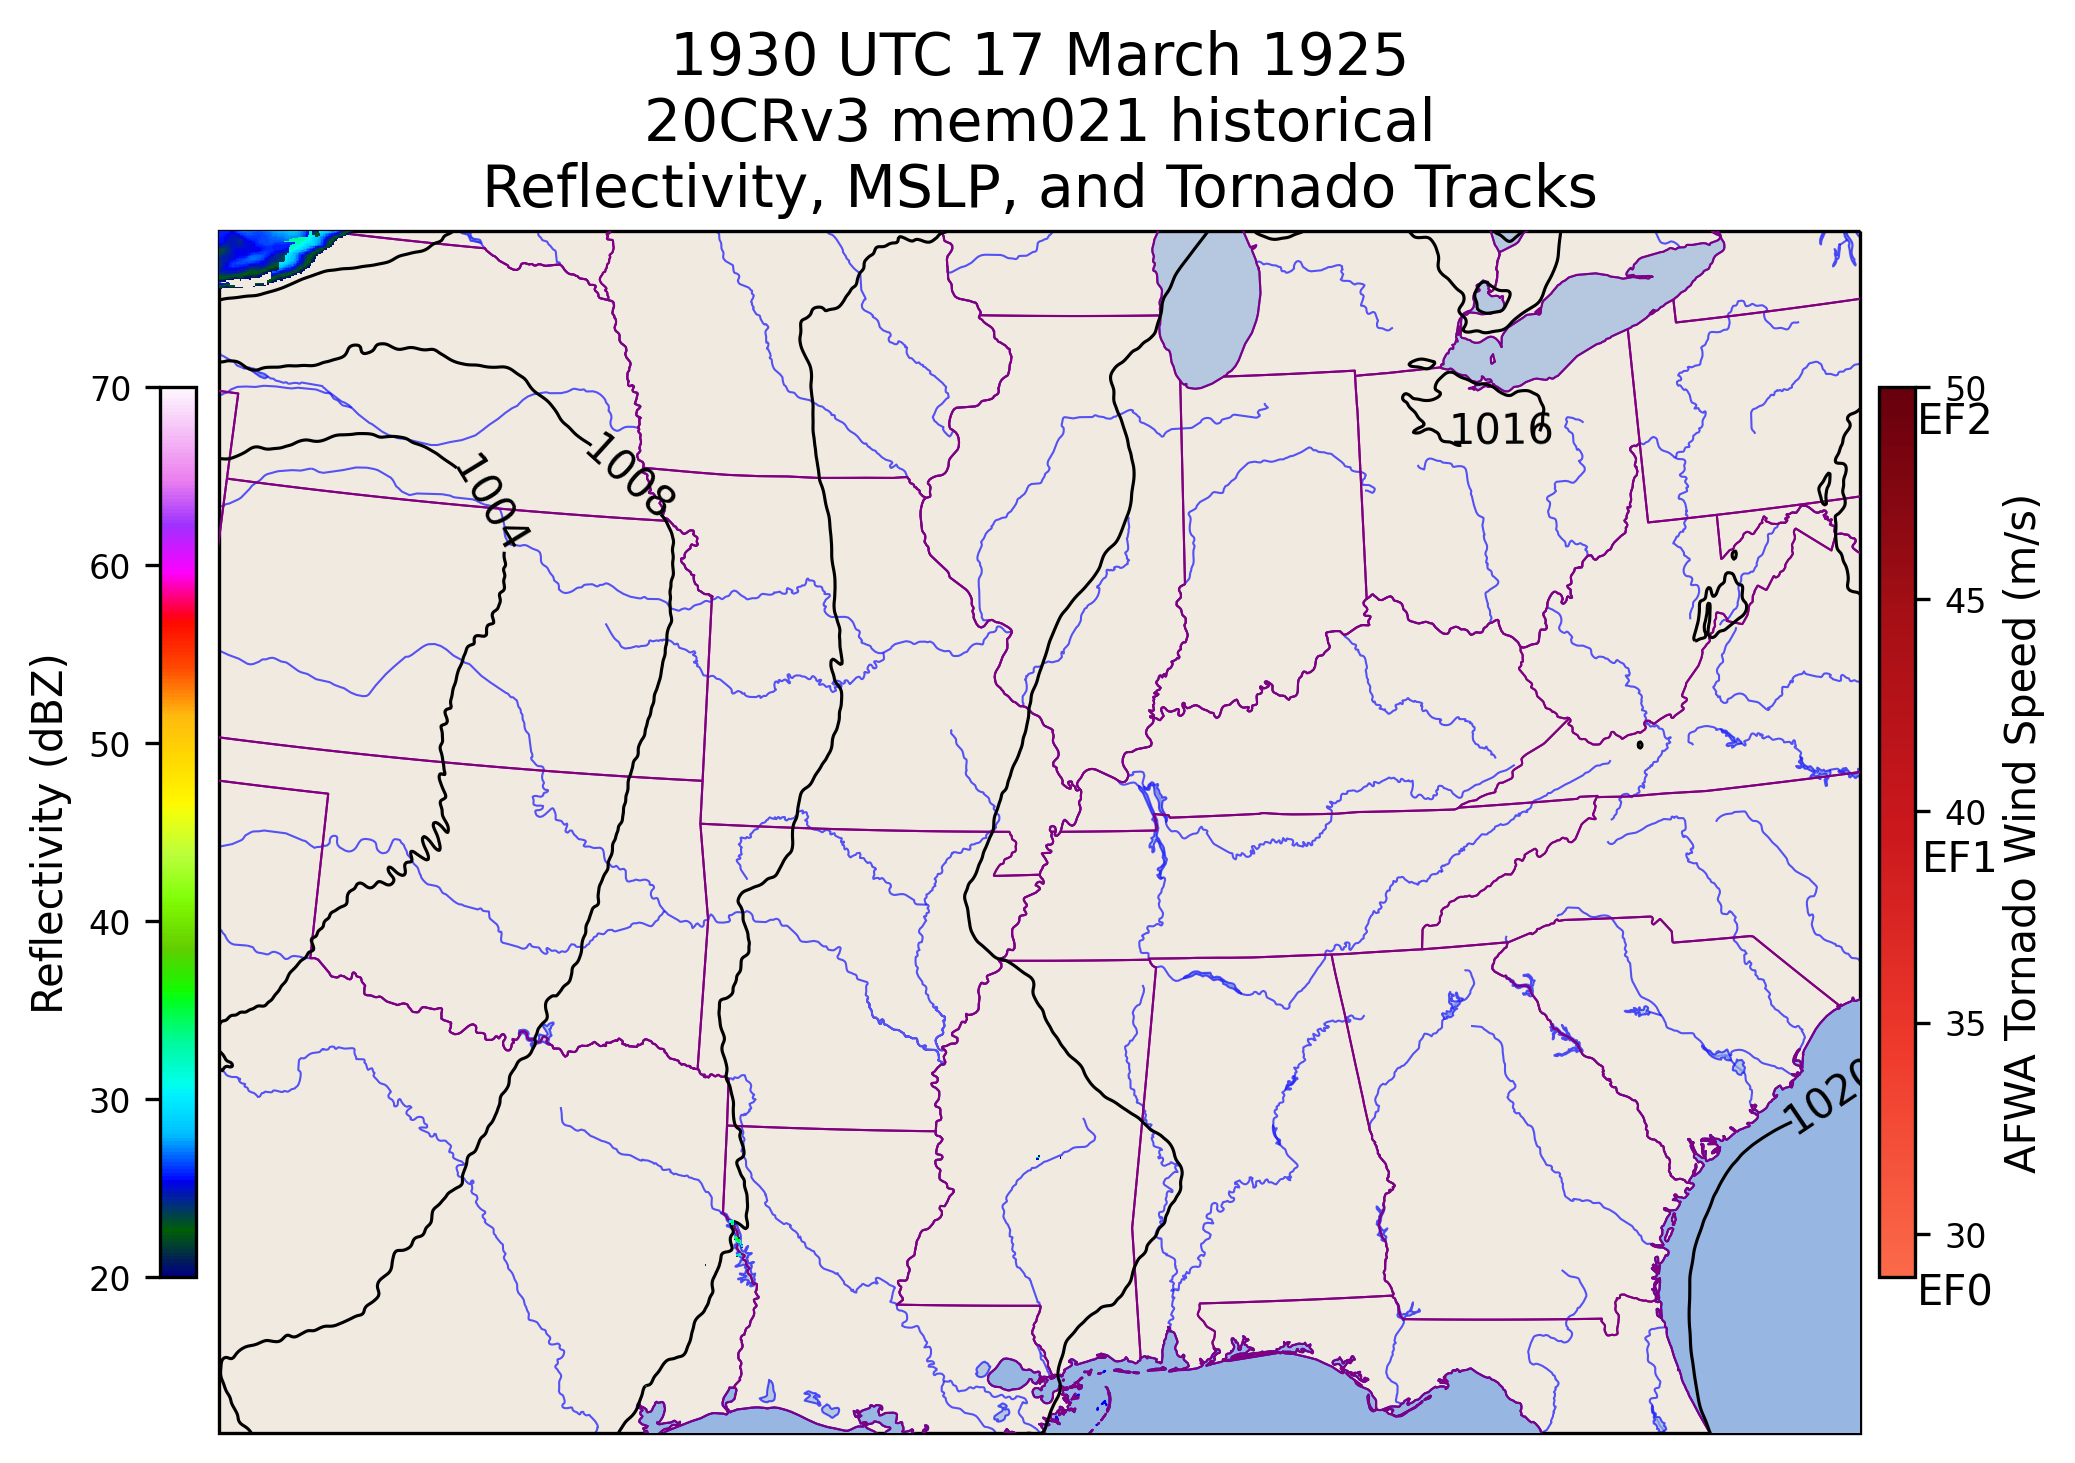 1930 UTC 17 March 1925
20CRv3 mem021 historical
Reflectivity, MSLP, and Tornado Tracks
70
60
50
40
30
20
Reflectivity (dBZ)
1004
1008
1016
1020
50
EF2
45
40
EF1
35
30
EF0
AFWA Tornado Wind Speed (m/s)